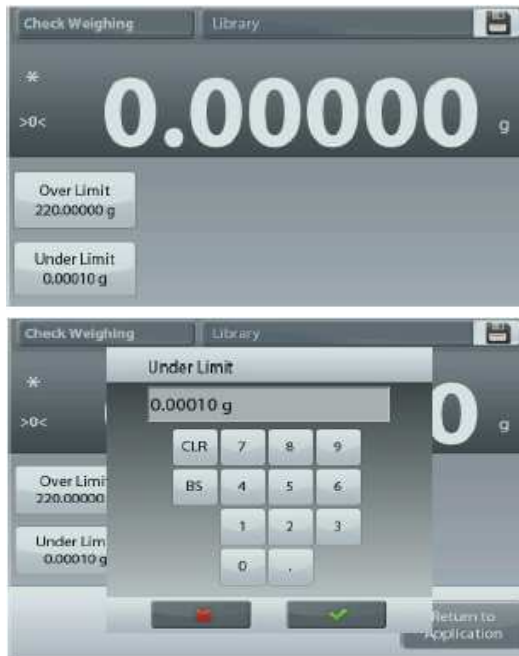 Check Weighing
Library
*
>0<
0.00000 g
Over Limit
220.00000 g
Under Limit
0.00010 g
Check Weighing
Library
Under Limit
*
0.00010 g
0 g
>0<
CLR 7 8 9
BS 4 5 6
1 2 3
0 .
Over Limi
220.00000
Under Lim
0.00010 g
Return to
Application